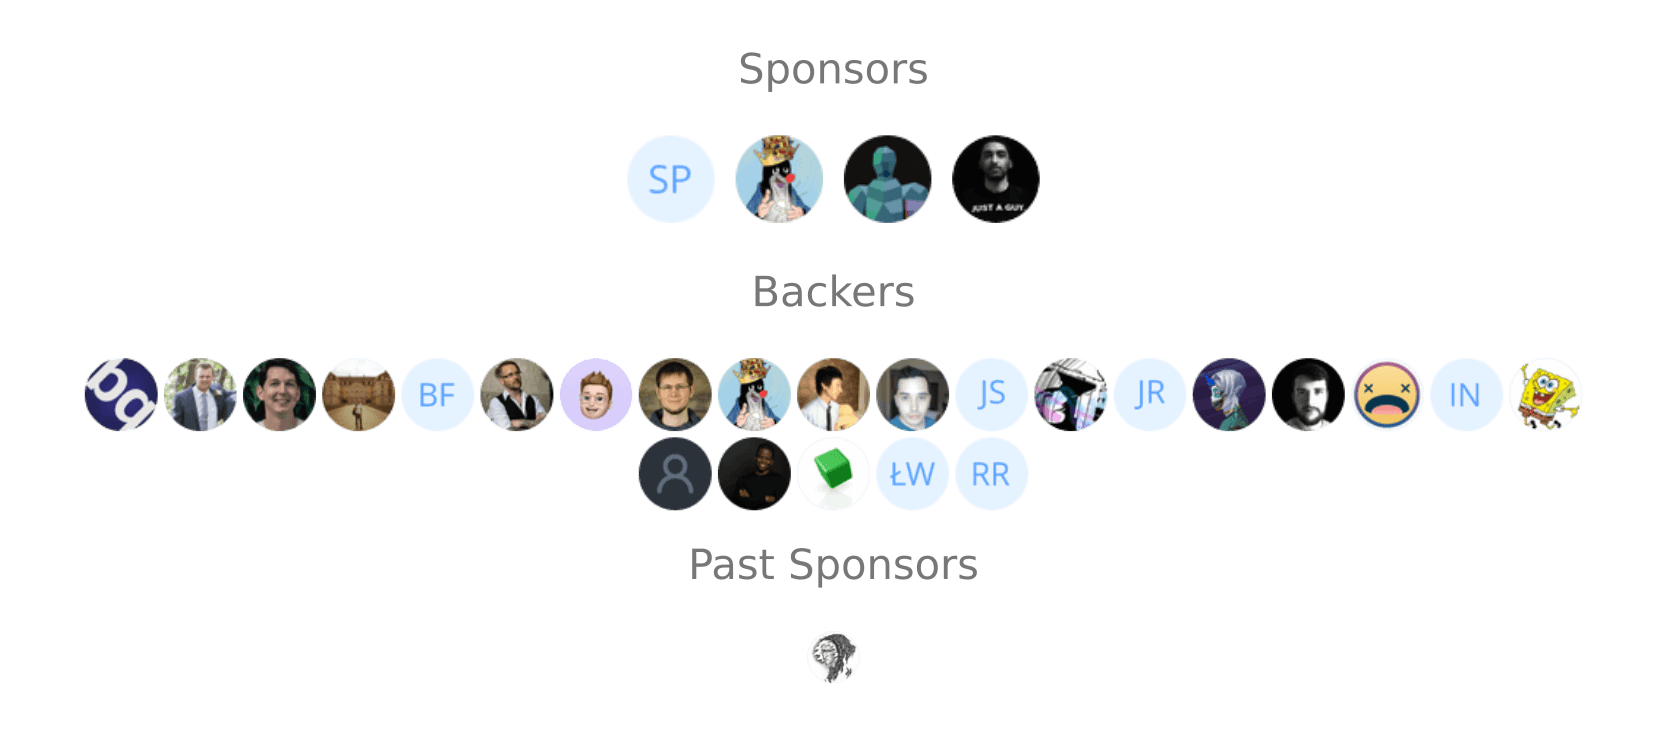 Sponsors
SP
JUST A GUY
Backers
bq
BF
JS
JR
IN
ŁW
RR
Past Sponsors